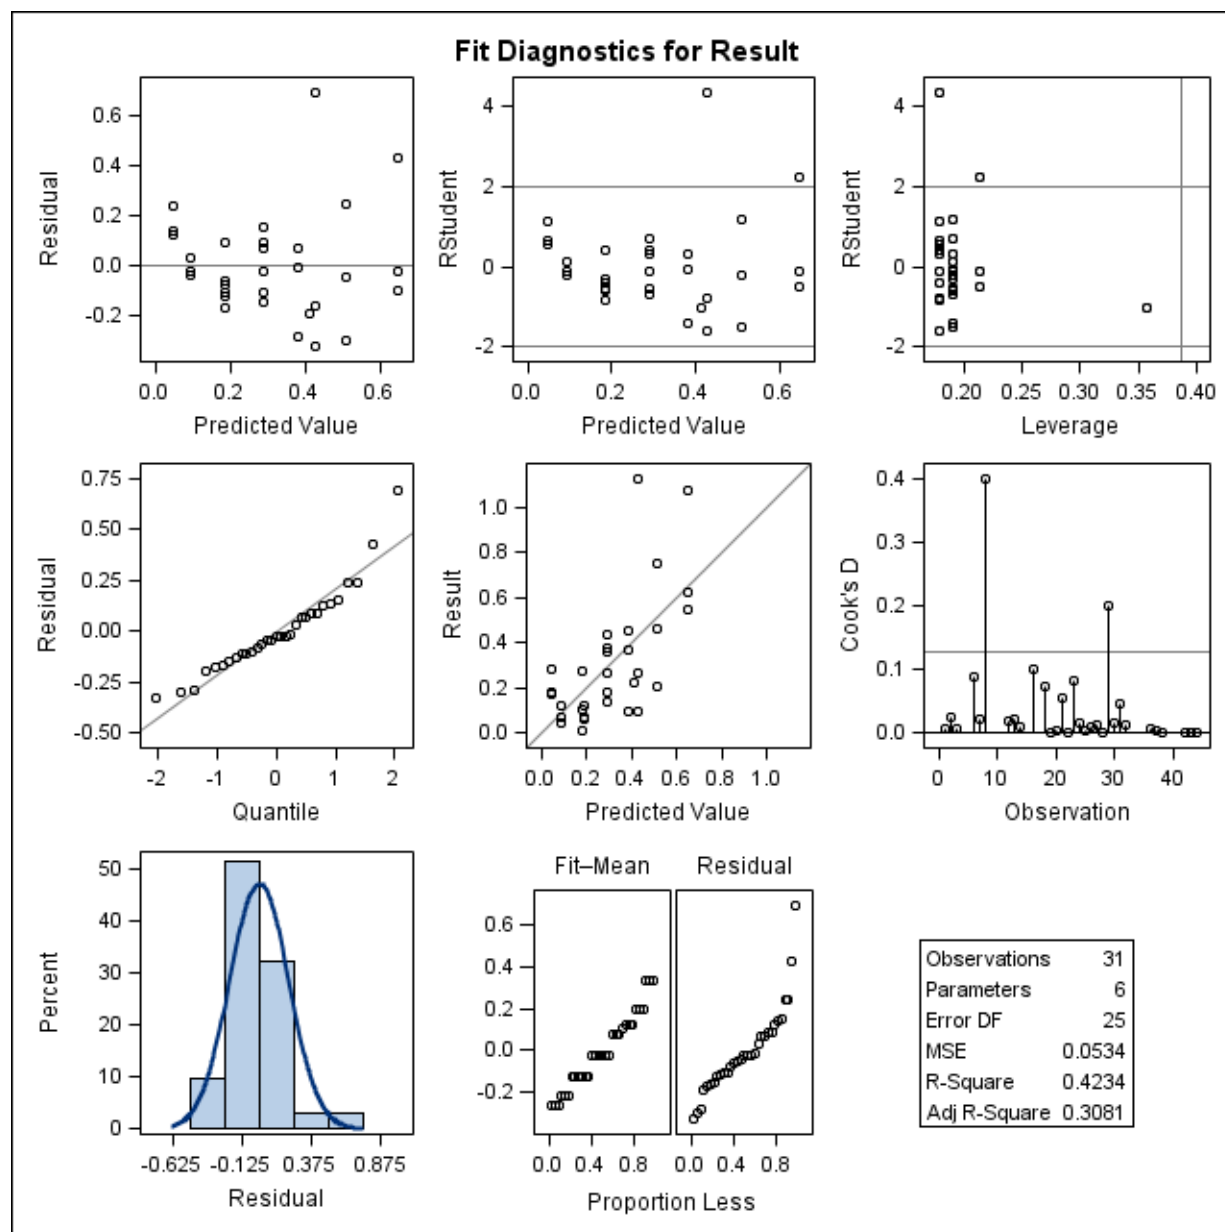 Fit Diagnostics for Result
Residual
0.6
0.4
0.2
0.0
-0.2
0.0 0.2 0.4 0.6
Predicted Value
RStudent
4
2
0
-2
0.0 0.2 0.4 0.6
Predicted Value
RStudent
4
2
0
-2
0.20 0.25 0.30 0.35 0.40
Leverage
Residual
0.75
0.50
0.25
0.00
-0.25
-0.50
-2 -1 0 1 2
Quantile
Result
1.0
0.8
0.6
0.4
0.2
0.0
0.0 0.2 0.4 0.6 0.8 1.0
Predicted Value
Cook's D
0.4
0.3
0.2
0.1
0.0
0 10 20 30 40
Observation
Percent
50
40
30
20
10
0
-0.625 -0.125 0.375 0.875
Residual
Fit–Mean Residual
0.6
0.4
0.2
0.0
-0.2
0.0 0.4 0.8 0.0 0.4 0.8
Proportion Less
Observations 31
Parameters 6
Error DF 25
MSE 0.0534
R-Square 0.4234
Adj R-Square 0.3081